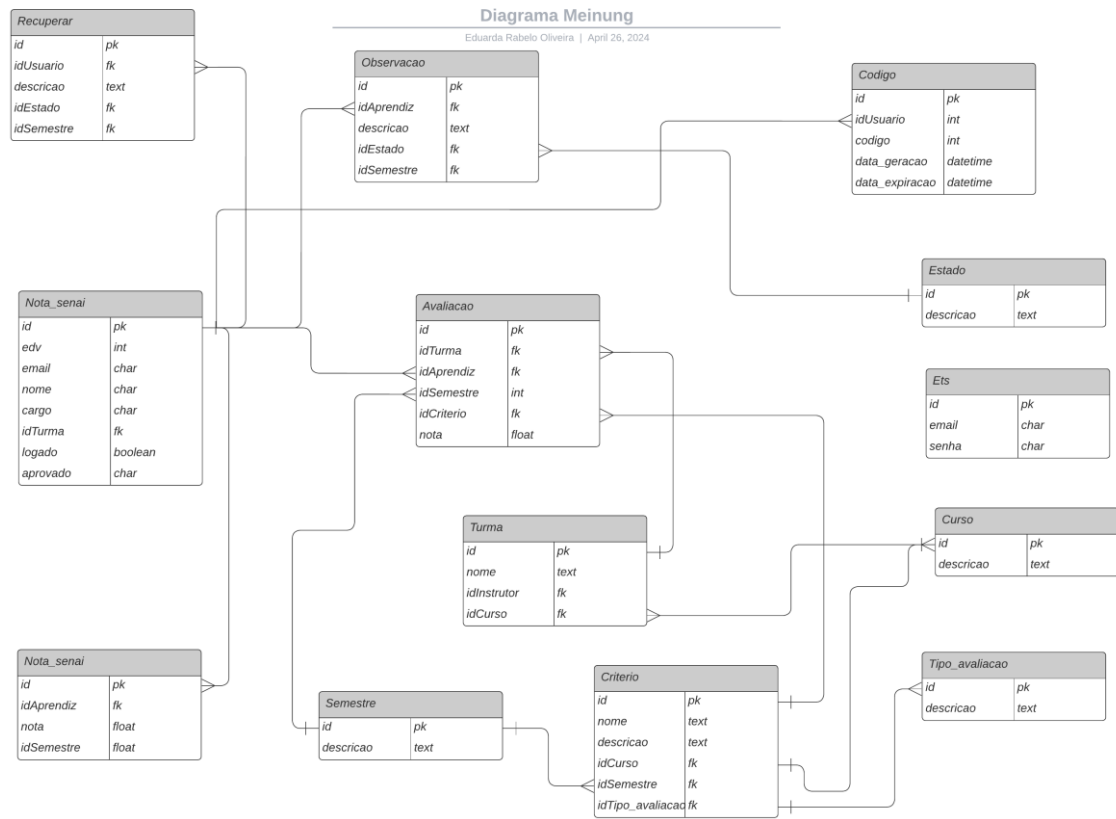 Diagrama Meinung
Eduarda Rabelo Oliveira | April 26, 2024
Recuperar
id pk
idUsuario fk
descricao text
idEstado fk
idSemestre fk
Observacao
id pk
idAprendiz fk
descricao text
idEstado fk
idSemestre fk
Codigo
id pk
idUsuario int
codigo int
data_geracao datetime
data_expiracao datetime
Nota_senai
id pk
edv int
email char
nome char
cargo char
idTurma fk
logado boolean
aprovado char
Avaliacao
id pk
idTurma fk
idAprendiz fk
idSemestre int
idCriterio fk
nota float
Estado
id pk
descricao text
Ets
id pk
email char
senha char
Turma
id pk
nome text
idInstrutor fk
idCurso fk
Curso
id pk
descricao text
Nota_senai
id pk
idAprendiz fk
nota float
idSemestre float
Semestre
id pk
descricao text
Criterio
id pk
nome text
descricao text
idCurso fk
idSemestre fk
idTipo_avaliacao fk
Tipo_avaliacao
id pk
descricao text